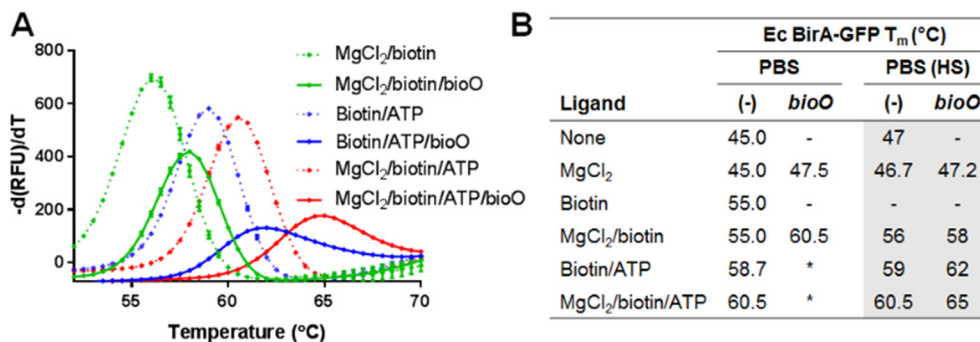 A
800
600
400
200
0
-d(RFU)/dT
55
60
65
70
Temperature (°C)
MgCl2/biotin
MgCl2/biotin/bioO
Biotin/ATP
Biotin/ATP/bioO
MgCl2/biotin/ATP
MgCl2/biotin/ATP/bioO
B
Ec BirA-GFP Tm (°C)
PBS PBS (HS)
Ligand (-) bioO (-) bioO
None 45.0 - 47 -
MgCl2 45.0 47.5 46.7 47.2
Biotin 55.0 - - -
MgCl2/biotin 55.0 60.5 56 58
Biotin/ATP 58.7 * 59 62
MgCl2/biotin/ATP 60.5 * 60.5 65